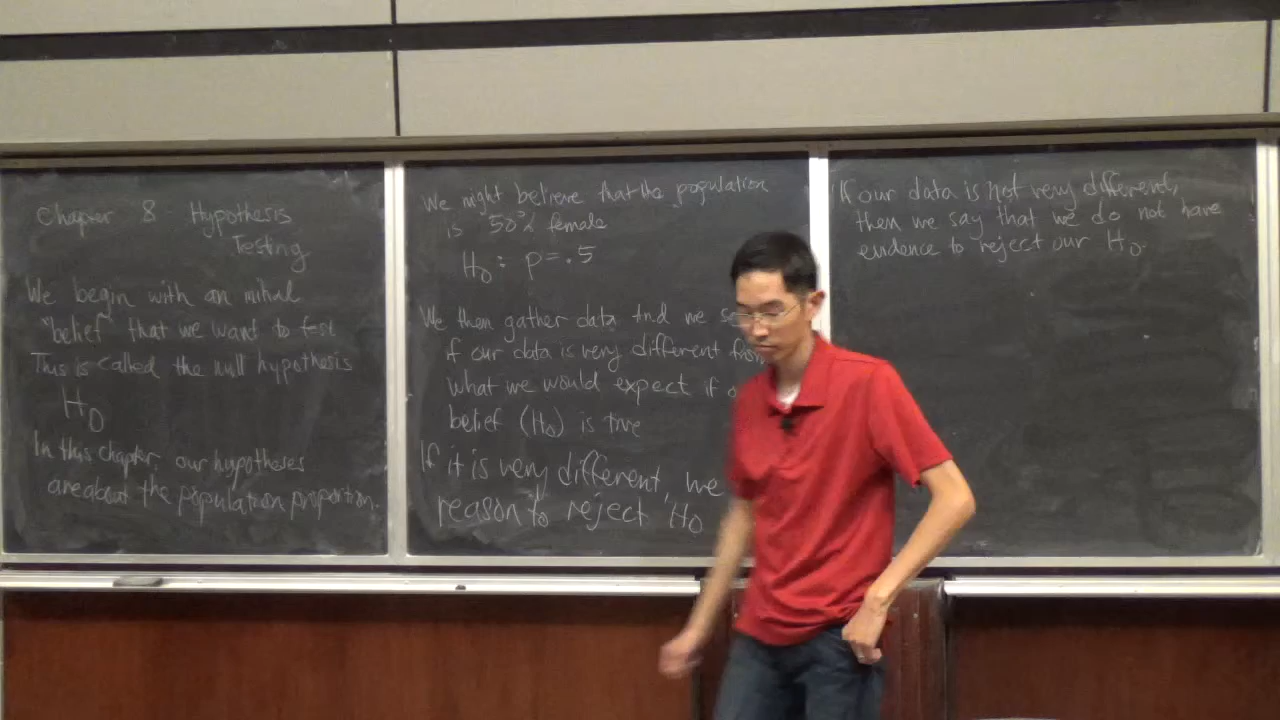 Chapter 8 - Hypothesis
Testing
We begin with an initial
"belief" that we want to test
This is called the null hypothesis
H0
In this chapter, our hypotheses
are about the population proportion.
We might believe that the population
is 50% female
H0: p=.5
We then gather data and we
if our data is very different from
what we would expect if
belief (H0) is true
If it is very different, we
reason to reject H0
If our data is not very different,
then we say that we do not have
evidence to reject our H0.